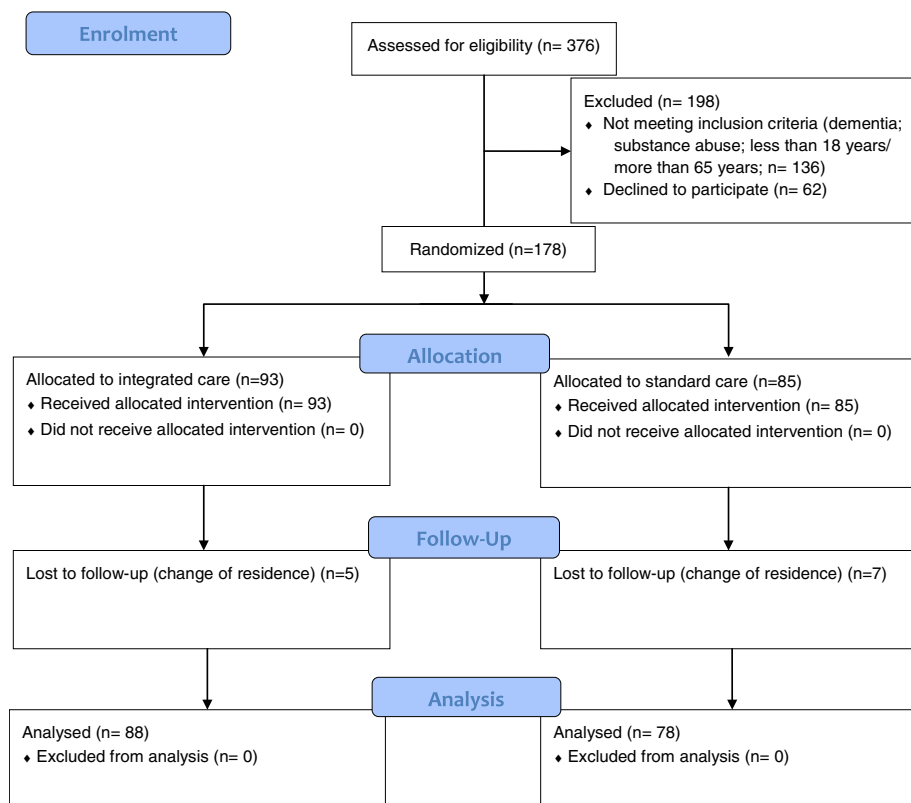 Enrolment
Assessed for eligibility (n= 376)
Excluded (n= 198)
♦ Not meeting inclusion criteria (dementia;
substance abuse; less than 18 years/
more than 65 years; n= 136)
♦ Declined to participate (n= 62)
Randomized (n=178)
Allocation
Allocated to integrated care (n=93)
♦ Received allocated intervention (n= 93)
♦ Did not receive allocated intervention (n= 0)
Allocated to standard care (n=85)
♦ Received allocated intervention (n= 85)
♦ Did not receive allocated intervention (n= 0)
Follow-Up
Lost to follow-up (change of residence) (n=5)
Lost to follow-up (change of residence) (n=7)
Analysis
Analysed (n= 88)
♦ Excluded from analysis (n= 0)
Analysed (n= 78)
♦ Excluded from analysis (n= 0)